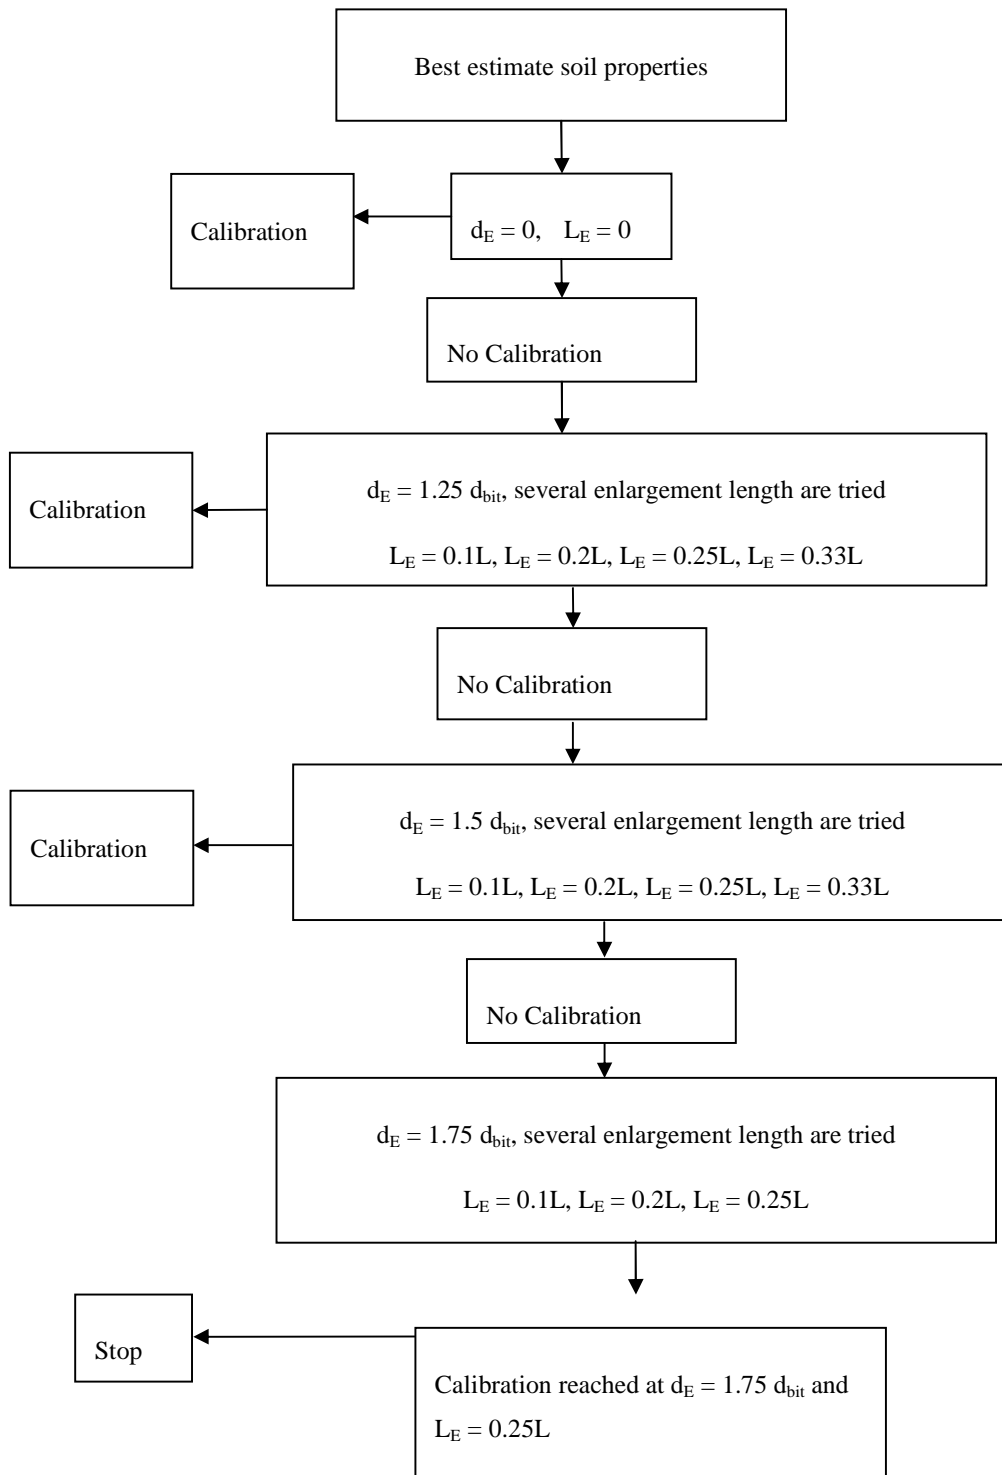 Best estimate soil properties
Calibration
d_E = 0, L_E = 0
No Calibration
d_E = 1.25 d_bit, several enlargement length are tried
Calibration
L_E = 0.1L, L_E = 0.2L, L_E = 0.25L, L_E = 0.33L
No Calibration
d_E = 1.5 d_bit, several enlargement length are tried
Calibration
L_E = 0.1L, L_E = 0.2L, L_E = 0.25L, L_E = 0.33L
No Calibration
d_E = 1.75 d_bit, several enlargement length are tried
L_E = 0.1L, L_E = 0.2L, L_E = 0.25L
Stop
Calibration reached at d_E = 1.75 d_bit and
L_E = 0.25L